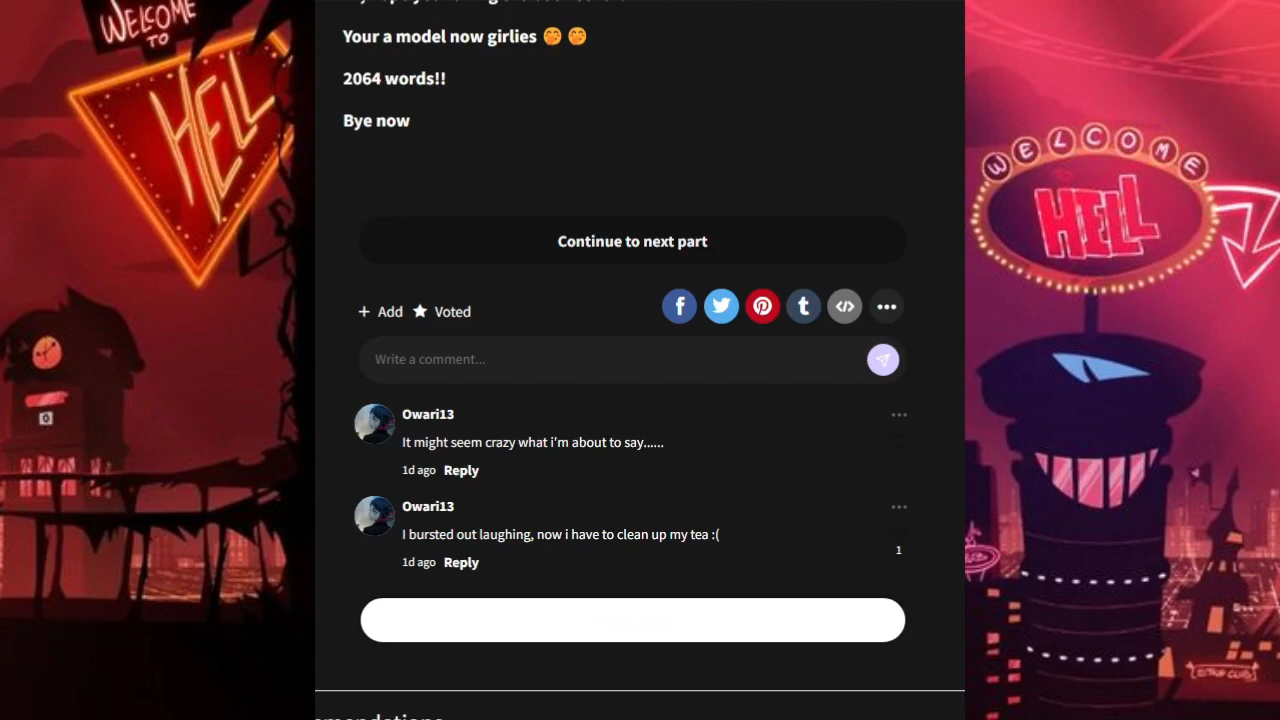 WELCOME
TO
HELL
Your a model now girlies 🤭 🤭
2064 words!!
Bye now
Continue to next part
+ Add ★ Voted
Write a comment...
Owari13
It might seem crazy what i'm about to say......
1d ago Reply
Owari13
I bursted out laughing, now i have to clean up my tea :(
1
1d ago Reply
WELCOME
HELL